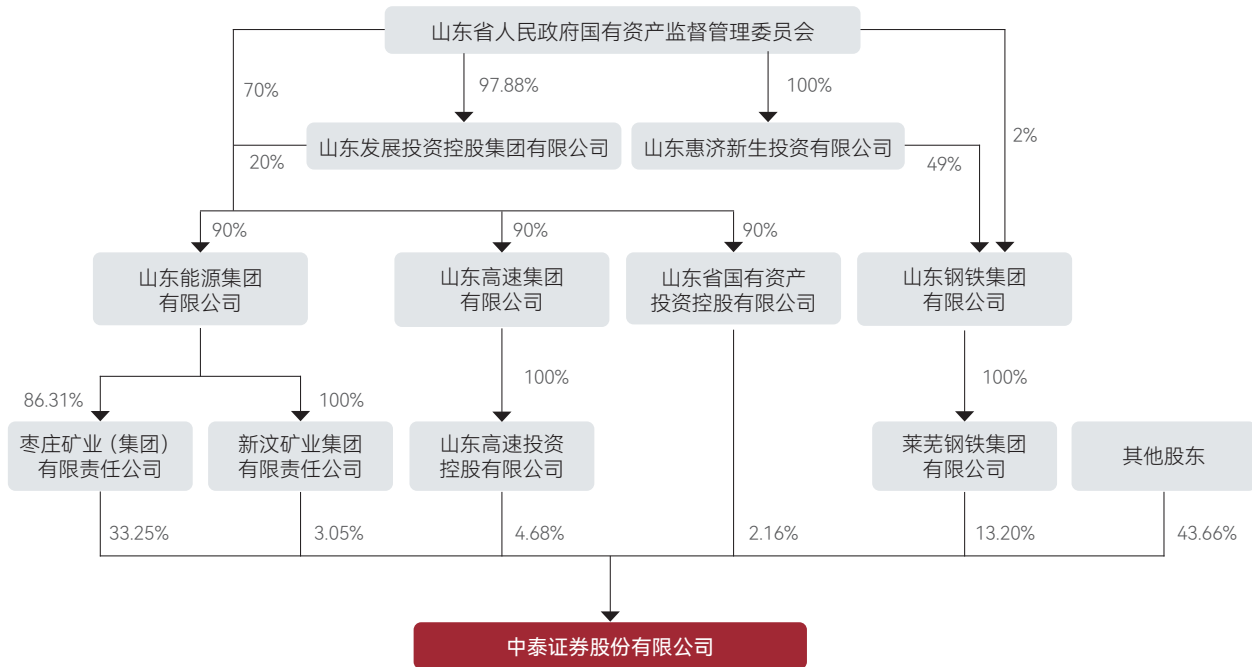 山东省人民政府国有资产监督管理委员会
70%
97.88%
100%
2%
山东发展投资控股集团有限公司
山东惠济新生投资有限公司
20%
49%
90%
90%
90%
山东能源集团
有限公司
山东高速集团
有限公司
山东省国有资产
投资控股有限公司
山东钢铁集团
有限公司
86.31%
100%
100%
100%
枣庄矿业（集团）
有限责任公司
新汶矿业集团
有限责任公司
山东高速投资
控股有限公司
莱芜钢铁集团
有限公司
其他股东
33.25%
3.05%
4.68%
2.16%
13.20%
43.66%
中泰证券股份有限公司